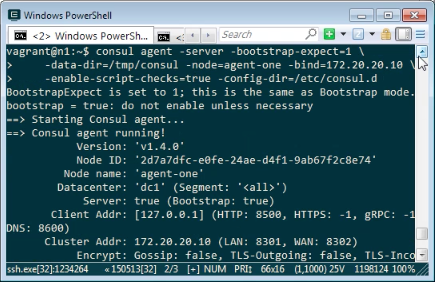 Windows PowerShell
<2> Windows PowerShell
Search
vagrant@n1:~$ consul agent -server -bootstrap-expect=1 \
>     -data-dir=/tmp/consul -node=agent-one -bind=172.20.20.10 \
>     -enable-script-checks=true -config-dir=/etc/consul.d
BootstrapExpect is set to 1; this is the same as Bootstrap mode.
bootstrap = true: do not enable unless necessary
==> Starting Consul agent...
==> Consul agent running!
Version: 'v1.4.0'
Node ID: '2d7a7dfc-e0fe-24ae-d4f1-9ab67f2c8e74'
Node name: 'agent-one'
Datacenter: 'dc1' (Segment: '<all>')
Server: true (Bootstrap: true)
Client Addr: [127.0.0.1] (HTTP: 8500, HTTPS: -1, gRPC: -1
DNS: 8600)
Cluster Addr: 172.20.20.10 (LAN: 8301, WAN: 8302)
Encrypt: Gossip: false, TLS-Outgoing: false, TLS-Inco
ssh.exe[32]:1234264 «150513[32] 2/3 [+] NUM PRI‡ 66x16 (1,1000) 25V 1198124 100%